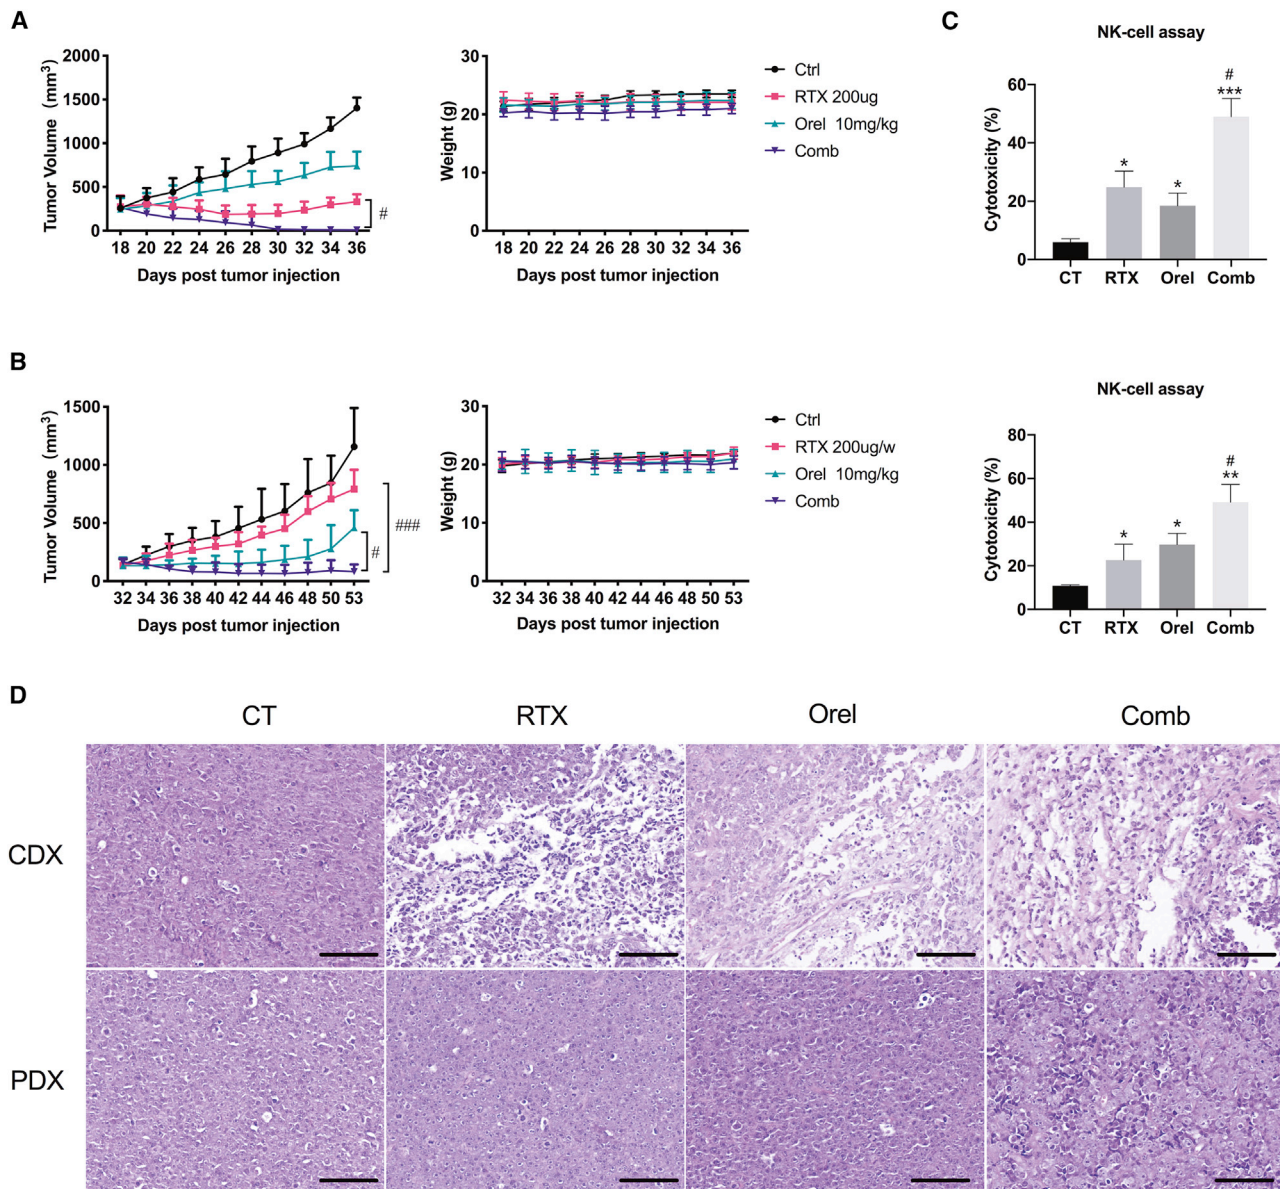 A
Tumor Volume (mm³)
2000
1500
1000
500
0
18 20 22 24 26 28 30 32 34 36
Days post tumor injection
#
Weight (g)
30
20
10
0
18 20 22 24 26 28 30 32 34 36
Days post tumor injection
Ctrl
RTX 200ug
Orel 10mg/kg
Comb
C
NK-cell assay
Cytotoxicity (%)
60
40
20
0
*
*
#
***
CT RTX Orel Comb
B
Tumor Volume (mm³)
1500
1000
500
0
32 34 36 38 40 42 44 46 48 50 53
Days post tumor injection
#
###
Weight (g)
30
20
10
0
32 34 36 38 40 42 44 46 48 50 53
Days post tumor injection
Ctrl
RTX 200ug/w
Orel 10mg/kg
Comb
NK-cell assay
Cytotoxicity (%)
80
60
40
20
0
*
*
#
**
CT RTX Orel Comb
D
CT RTX Orel Comb
CDX
PDX